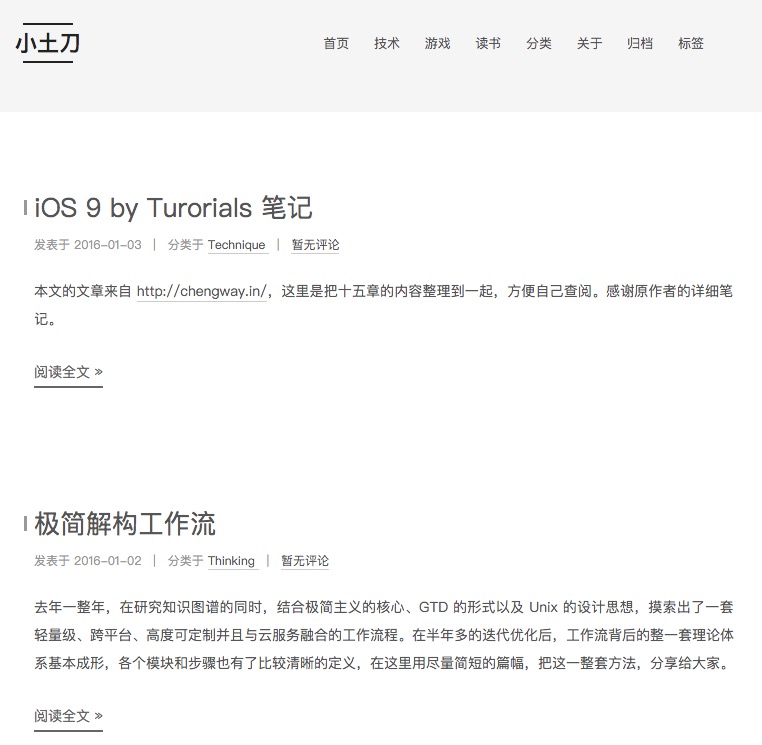 小土刀
首页 技术 游戏 读书 分类 关于 归档 标签
iOS 9 by Turorials 笔记
发表于 2016-01-03 | 分类于 Technique | 暂无评论
本文的文章来自 http://chengway.in/，这里是把十五章的内容整理到一起，方便自己查阅。感谢原作者的详细笔
记。
阅读全文 »
极简解构工作流
发表于 2016-01-02 | 分类于 Thinking | 暂无评论
去年一整年，在研究知识图谱的同时，结合极简主义的核心、GTD 的形式以及 Unix 的设计思想，摸索出了一套
轻量级、跨平台、高度可定制并且与云服务融合的工作流程。在半年多的迭代优化后，工作流背后的整一套理论体
系基本成形，各个模块和步骤也有了比较清晰的定义，在这里用尽量简短的篇幅，把这一整套方法，分享给大家。
阅读全文 »